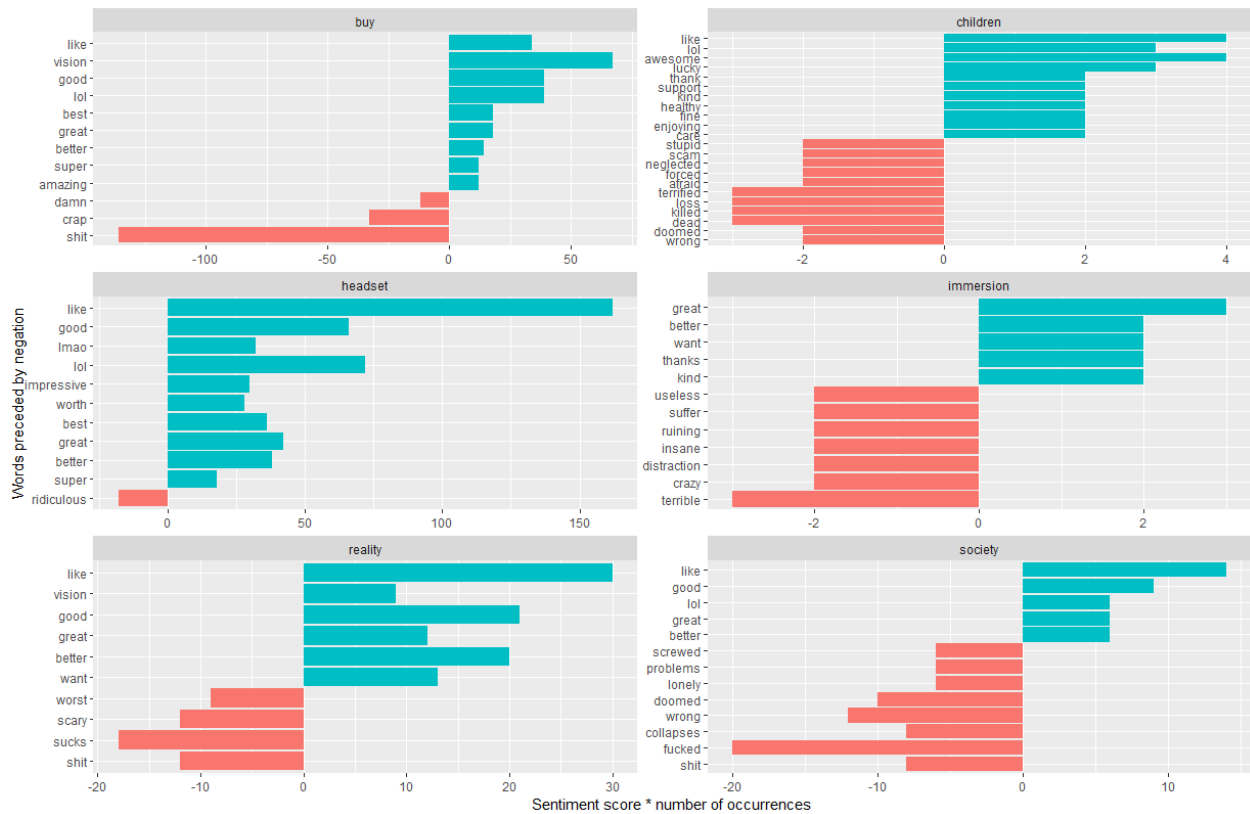 buy
like
vision
good
lol
best
great
better
super
amazing
damn
crap
shit
-100 -50 0 50
children
like
lol
awesome
lucky
thank
support
kind
healthy
fine
enjoying
care
stupid
scam
neglected
forced
afraid
terrified
loss
killed
dead
doomed
wrong
-2 0 2 4
Words preceded by negation
headset
like
good
lmao
lol
impressive
worth
best
great
better
super
ridiculous
0 50 100 150
immersion
great
better
want
thanks
kind
useless
suffer
ruining
insane
distraction
crazy
terrible
-2 0 2
reality
like
vision
good
great
better
want
worst
scary
sucks
shit
-20 -10 0 10 20 30
society
like
good
lol
great
better
screwed
problems
lonely
doomed
wrong
collapses
fucked
shit
-20 -10 0 10
Sentiment score * number of occurrences